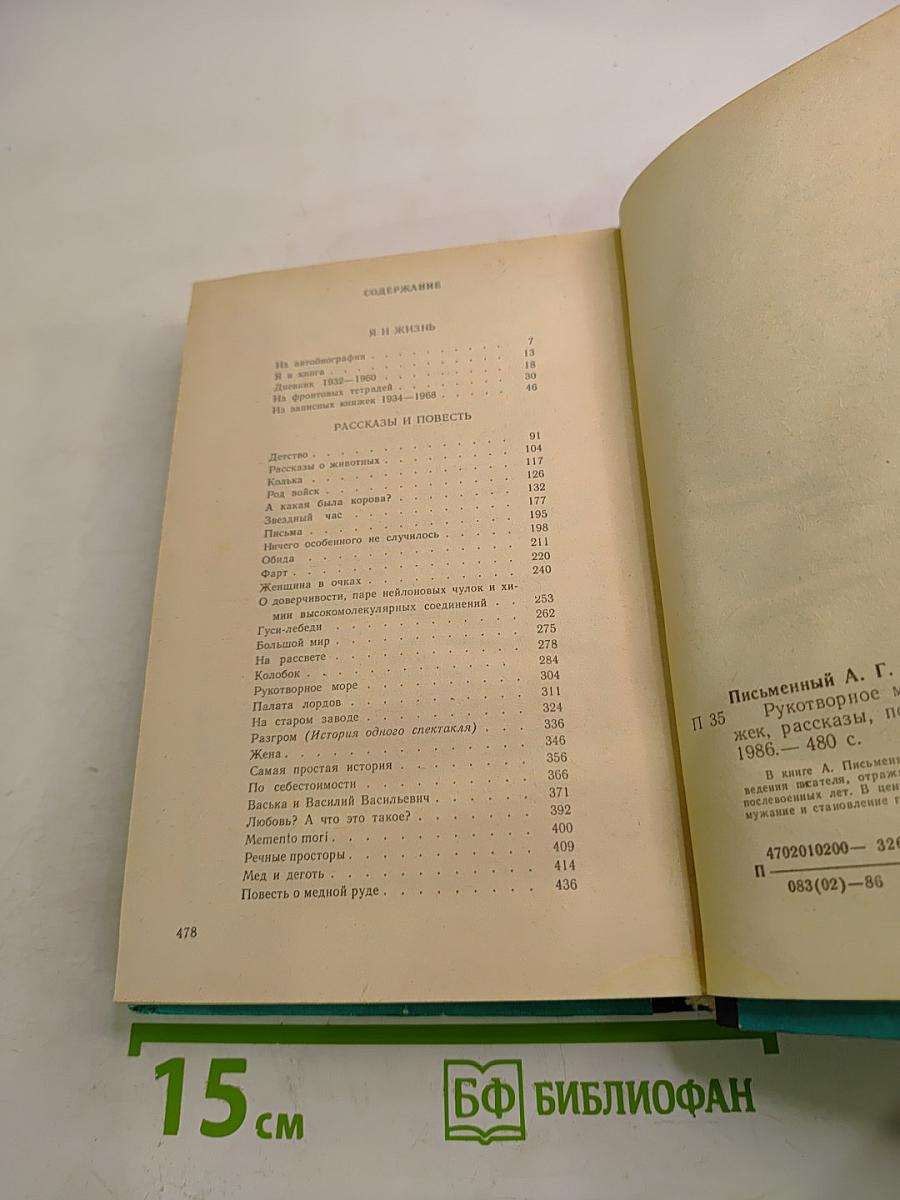 СОДЕРЖАНИЕ
Я И ЖИЗНЬ
Из автобиографии . . . . . . . . . . 7
Я и книга . . . . . . . . . . . 13
Дневник 1932—1960 . . . . . . . . 18
Из фронтовых тетрадей . . . . . . . 30
Из записных книжек 1934—1968 . . . . . 46
РАССКАЗЫ И ПОВЕСТЬ
Детство . . . . . . . . . . . . 91
Рассказы о животных . . . . . . . . 104
Колька . . . . . . . . . . . . 117
Род войск . . . . . . . . . . . 126
А какая была корова? . . . . . . . 132
Звездный час . . . . . . . . . . 177
Письма . . . . . . . . . . . . 195
Ничего особенного не случилось . . . . . 198
Обида . . . . . . . . . . . . 211
Фарт . . . . . . . . . . . . . 220
Женщина в очках . . . . . . . . . 240
О доверчивости, паре нейлоновых чулок и хи-
мии высокомолекулярных соединений . . 253
Гуси-лебеди . . . . . . . . . . 262
Большой мир . . . . . . . . . . 275
На рассвете . . . . . . . . . . 278
Колобок . . . . . . . . . . . . 284
Рукотворное море . . . . . . . . . 304
Палата лордов . . . . . . . . . . 311
На старом заводе . . . . . . . . . 324
Разгром (История одного спектакля) . . . 336
Жена . . . . . . . . . . . . . 346
Самая простая история . . . . . . . 356
По себестоимости . . . . . . . . . 366
Васька и Василий Васильевич . . . . . . 371
Любовь? А что это такое? . . . . . . 392
Memento mori . . . . . . . . . . 400
Речные просторы . . . . . . . . . 409
Мед и деготь . . . . . . . . . . 414
Повесть о медной руде . . . . . . . . 436
478
Письменный А. Г.
П 35 Рукотворное м
жек, рассказы, по
1986.— 480 с.
В книге А. Письменн
ведения писателя, отраж
послевоенных лет. В цен
мужание и становление г
4702010200— 326
П
083(02)—86
15 см
БФ БИБЛИОФАН